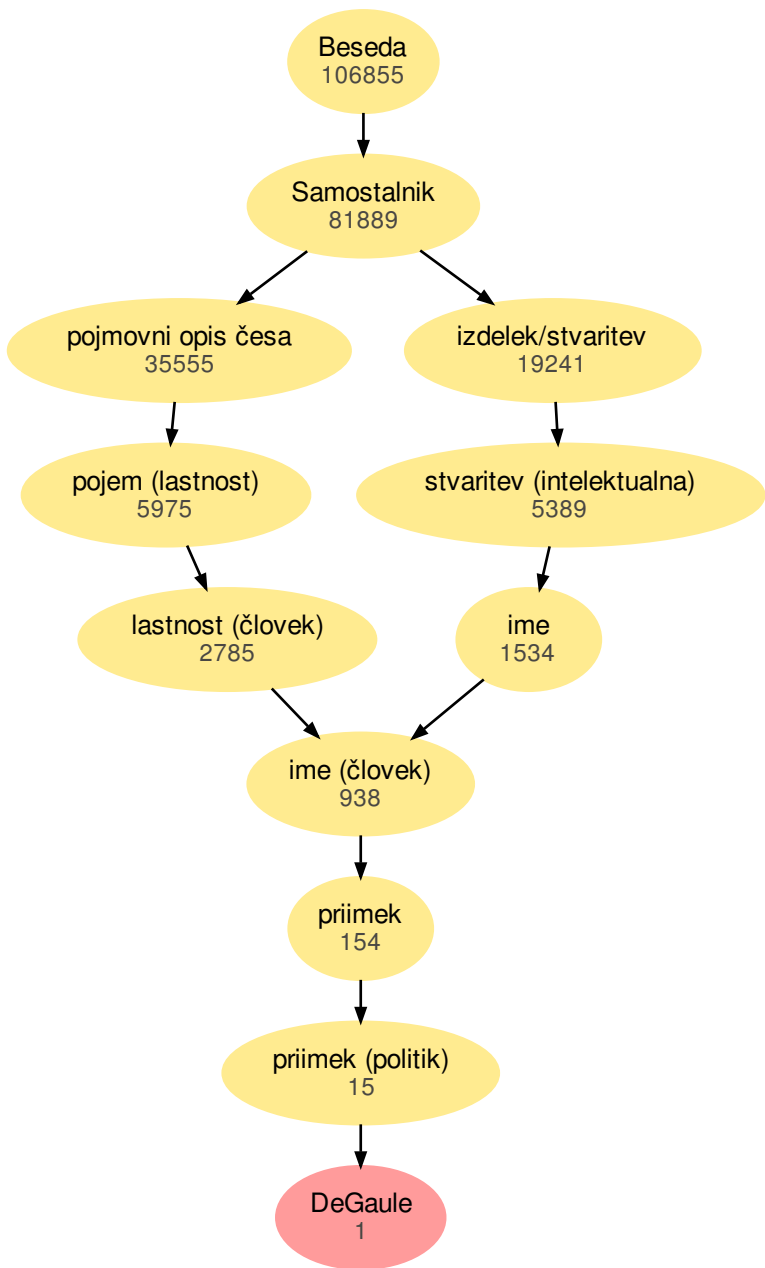 Beseda
106855
Samostalnik
81889
pojmovni opis česa
35555
izdelek/stvaritev
19241
pojem (lastnost)
5975
stvaritev (intelektualna)
5389
lastnost (človek)
2785
ime
1534
ime (človek)
938
priimek
154
priimek (politik)
15
DeGaule
1